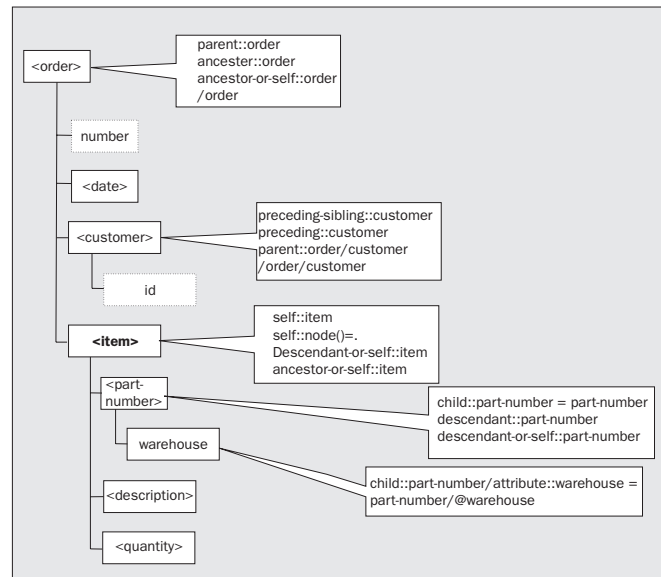 <order>
parent::order
ancester::order
ancestor-or-self::order
/order
number
<date>
<customer>
preceding-sibling::customer
preceding::customer
parent::order/customer
/order/customer
id
<item>
self::item
self::node()=.
Descendant-or-self::item
ancestor-or-self::item
<part-
number>
child::part-number = part-number
descendant::part-number
descendant-or-self::part-number
warehouse
child::part-number/attribute::warehouse =
part-number/@warehouse
<description>
<quantity>